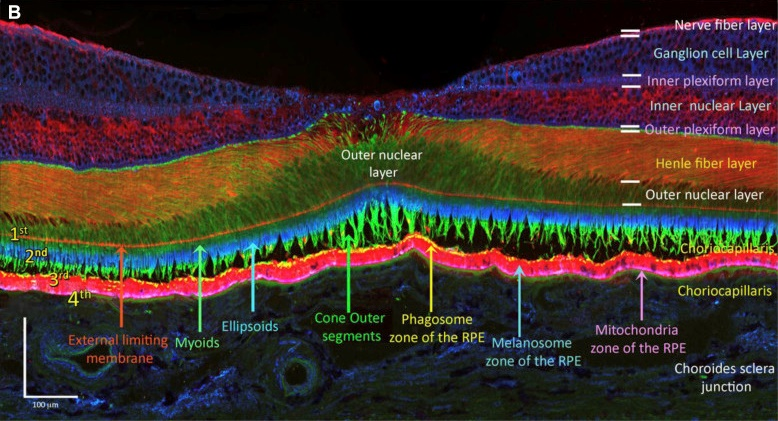 B
Nerve fiber layer
Ganglion cell Layer
Inner plexiform layer
Inner nuclear Layer
Outer plexiform layer
Henle fiber layer
Outer nuclear
layer
Outer nuclear layer
1st
2nd
3rd
4th
Choriocapillaris
Choriocapillaris
External limiting
membrane
Myoids
Ellipsoids
Cone Outer
segments
Phagosome
zone of the RPE
Melanosome
zone of the RPE
Mitochondria
zone of the RPE
Choroides sclera
junction
100 µm